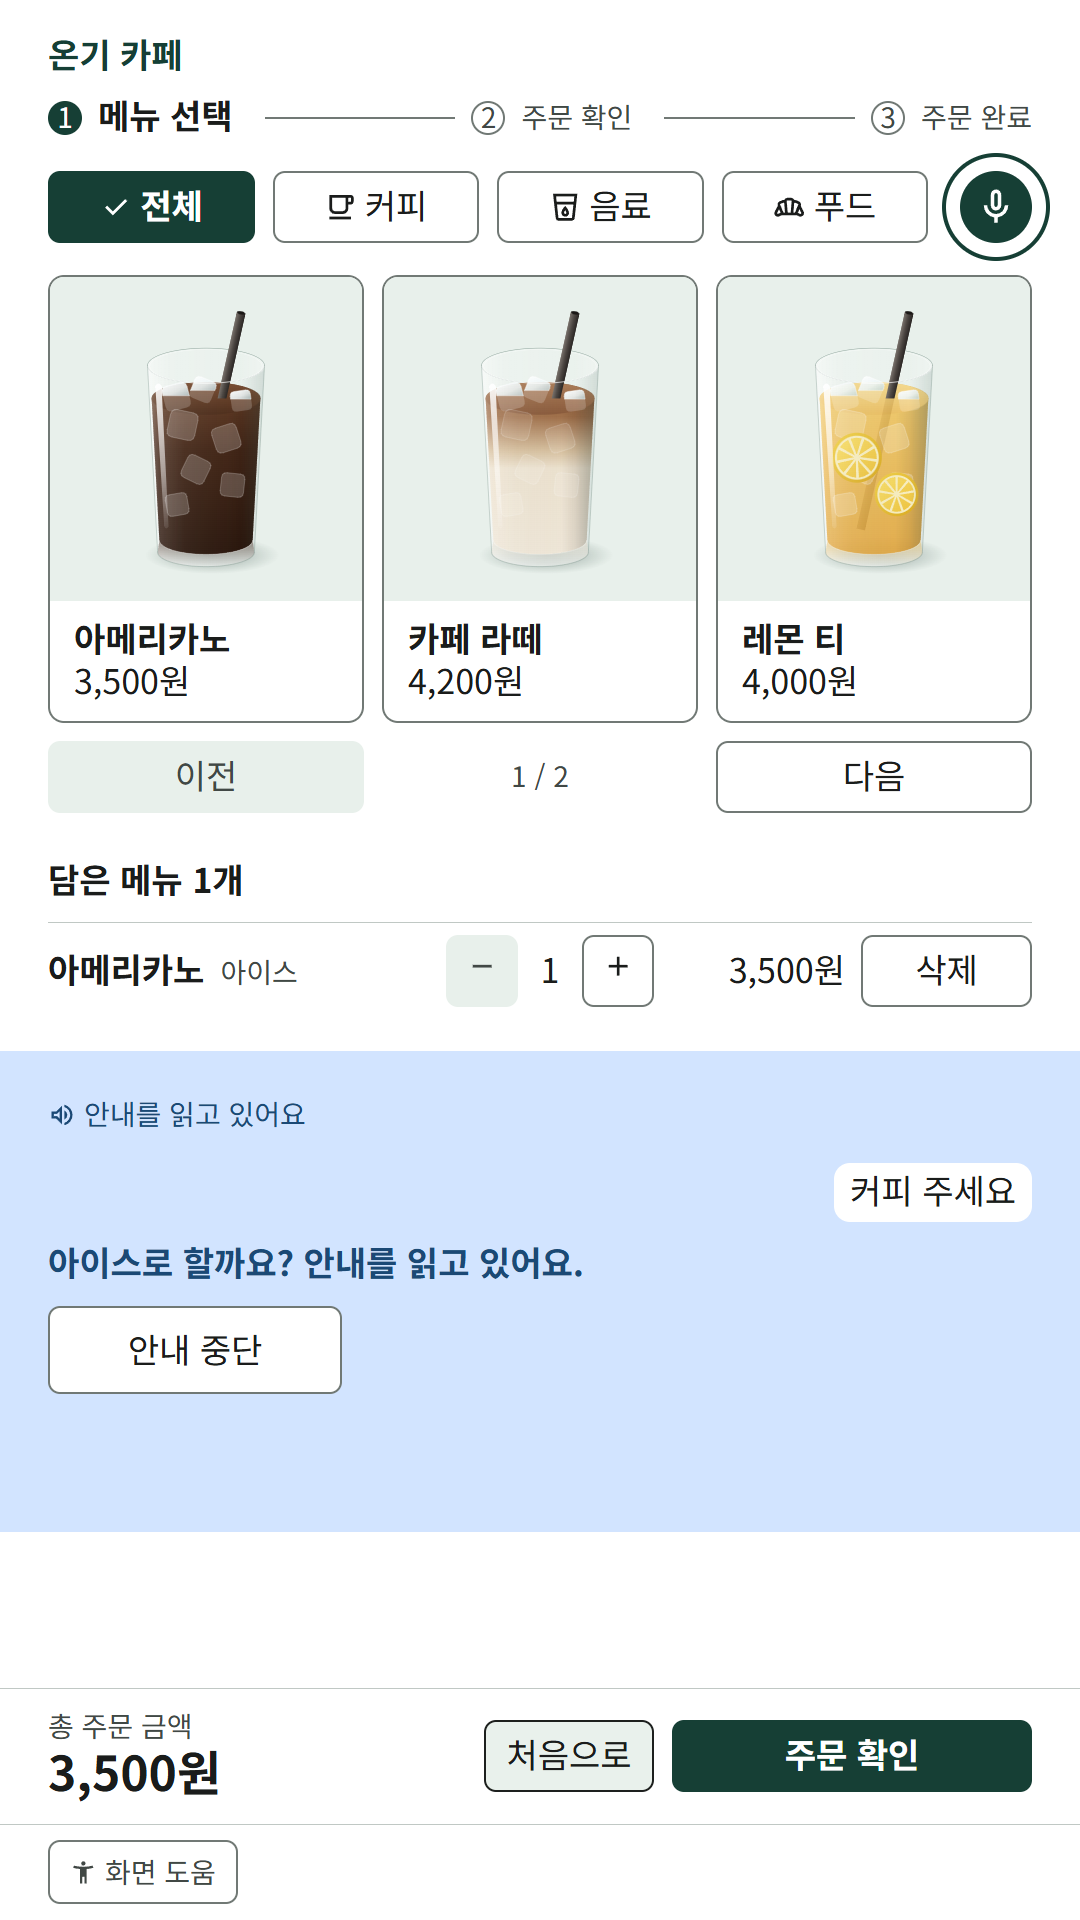 온기 카페
1 메뉴 선택 2 주문 확인 3 주문 완료
전체 커피 음료 푸드
아메리카노 카페 라떼 레몬 티
3,500원 4,200원 4,000원
이전 1 / 2 다음
담은 메뉴 1개
아메리카노 아이스 − 1 + 3,500원 삭제
안내를 읽고 있어요
커피 주세요
아이스로 할까요? 안내를 읽고 있어요.
안내 중단
총 주문 금액
3,500원 처음으로 주문 확인
화면 도움